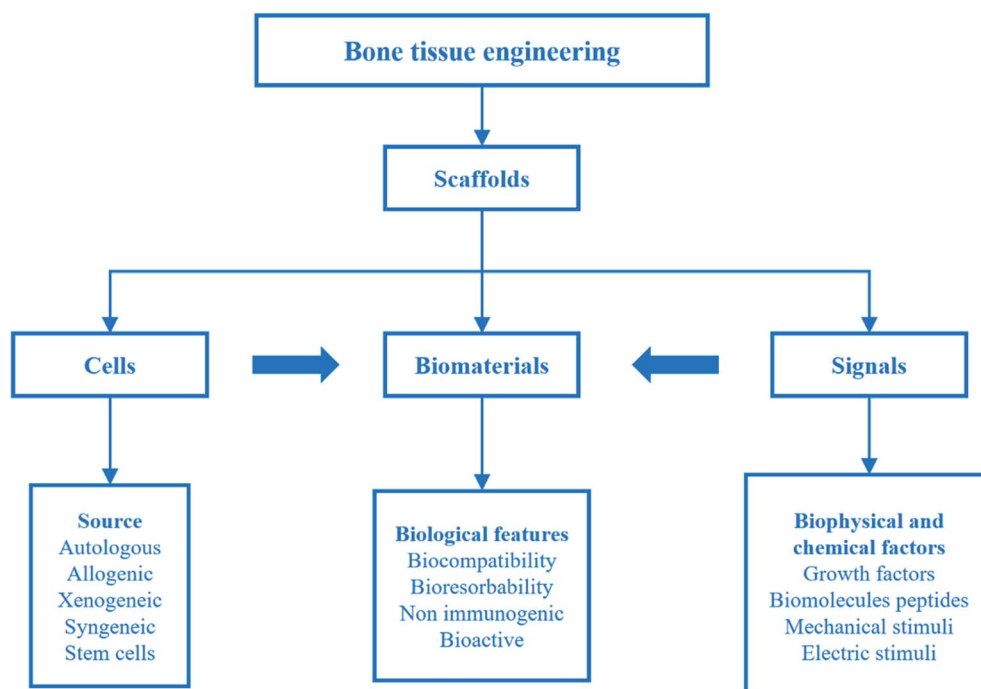 Bone tissue engineering
Scaffolds
Cells
Biomaterials
Signals
Source
Autologous
Allogenic
Xenogeneic
Syngeneic
Stem cells
Biological features
Biocompatibility
Bioresorbability
Non immunogenic
Bioactive
Biophysical and
chemical factors
Growth factors
Biomolecules peptides
Mechanical stimuli
Electric stimuli